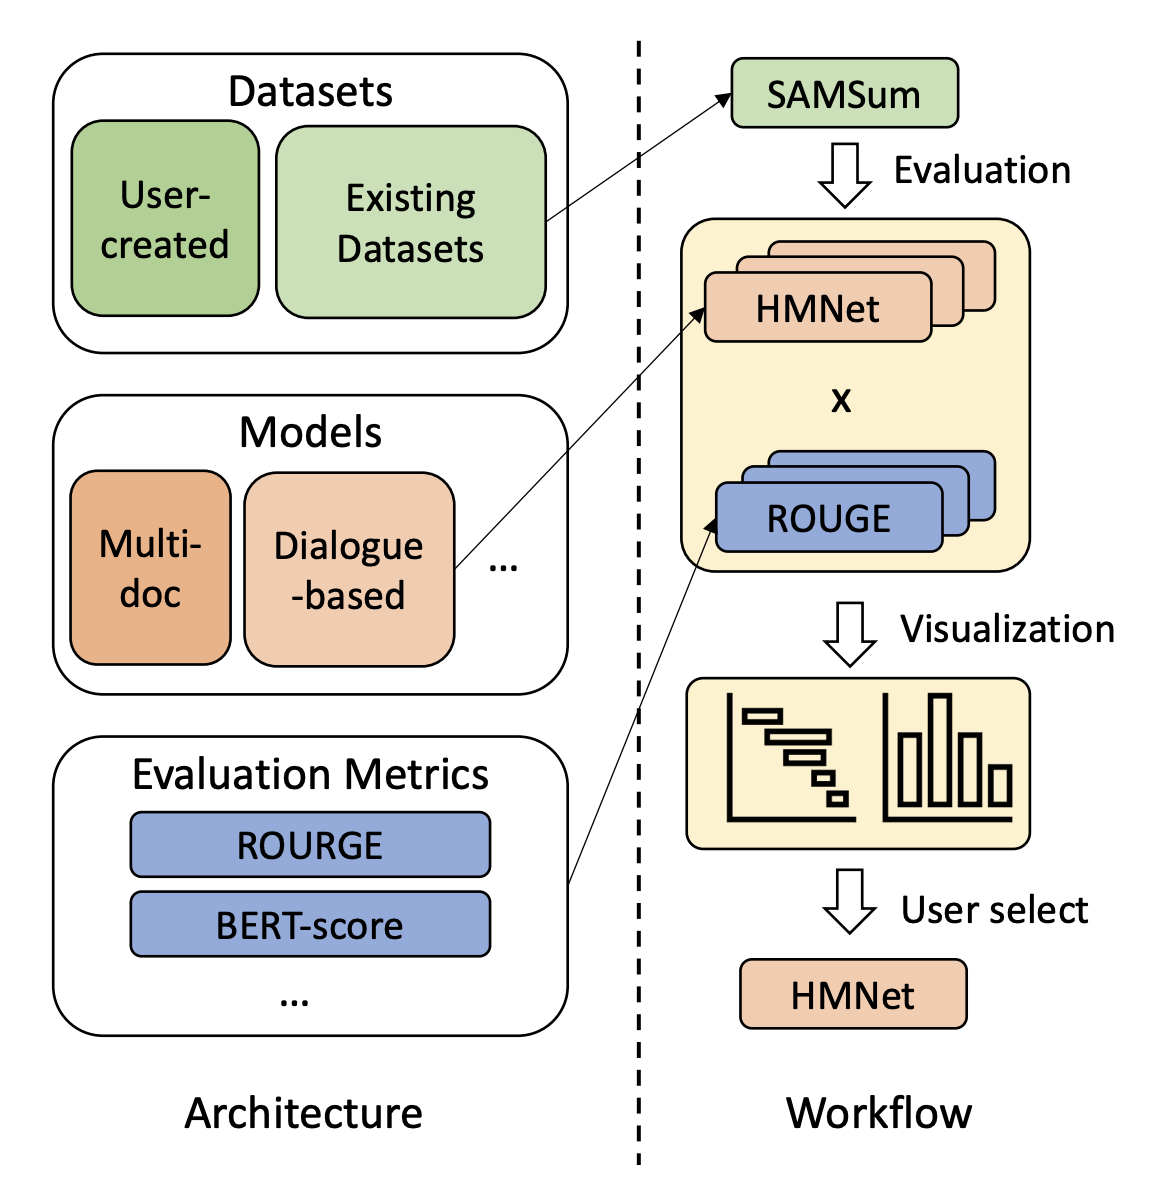 Datasets
User-
created
Existing
Datasets
Models
Multi-
doc
Dialogue
-based
...
Evaluation Metrics
ROURGE
BERT-score
...
Architecture
SAMSum
Evaluation
HMNet
x
ROUGE
Visualization
User select
HMNet
Workflow